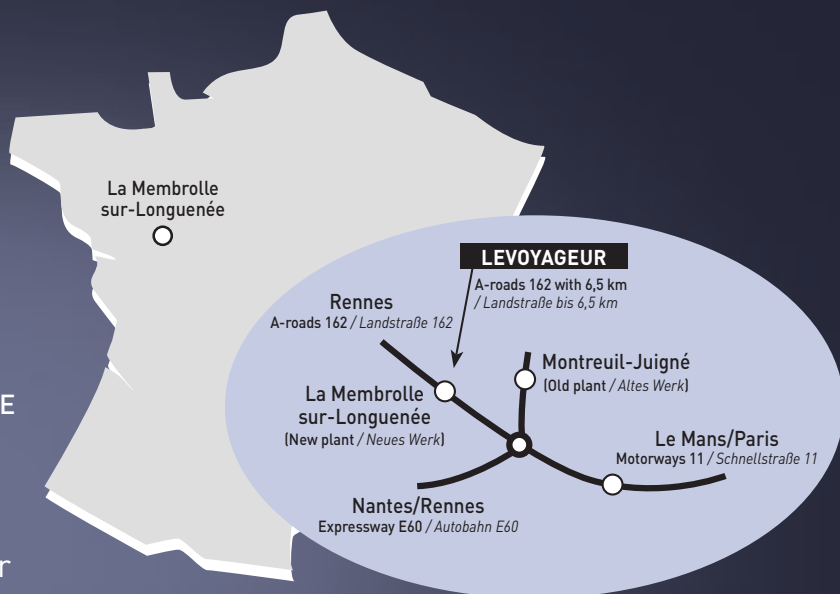 La Membrolle
sur-Longuenée
LEVOYAGEUR
A-roads 162 with 6,5 km
/ Landstraße bis 6,5 km
Rennes
A-roads 162 / Landstraße 162
Montreuil-Juigné
(Old plant / Altes Werk)
La Membrolle
sur-Longuenée
(New plant / Neues Werk)
Le Mans/Paris
Motorways 11 / Schnellstraße 11
Nantes/Rennes
Expressway E60 / Autobahn E60
E
r